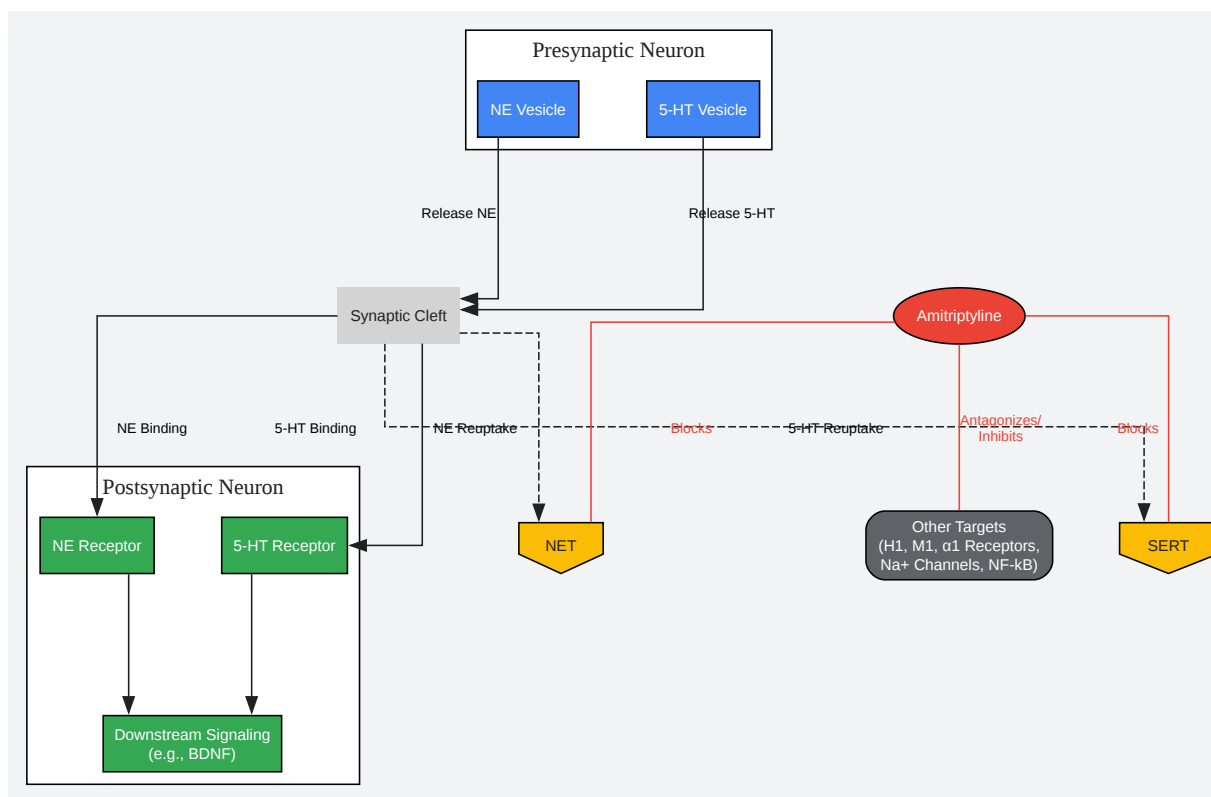 Presynaptic Neuron
NE Vesicle
5-HT Vesicle
Release NE
Release 5-HT
Synaptic Cleft
Amitriptyline
NE Binding
5-HT Binding
NE Reuptake
Blocks
5-HT Reuptake
Antagonizes/
Inhibits
Blocks
Postsynaptic Neuron
NE Receptor
5-HT Receptor
NET
Other Targets
(H1, M1, α1 Receptors,
Na+ Channels, NF-kB)
SERT
Downstream Signaling
(e.g., BDNF)